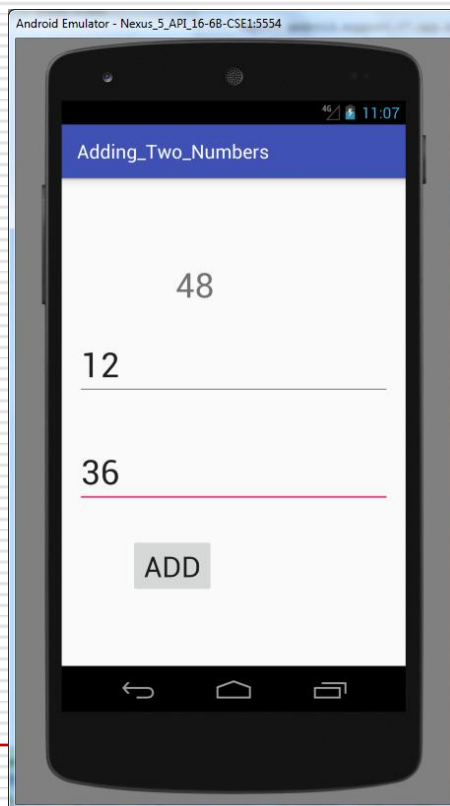 Android Emulator - Nexus_5_API_16-6B-CSE1:5554
4G 11:07
Adding_Two_Numbers
48
12
36
ADD